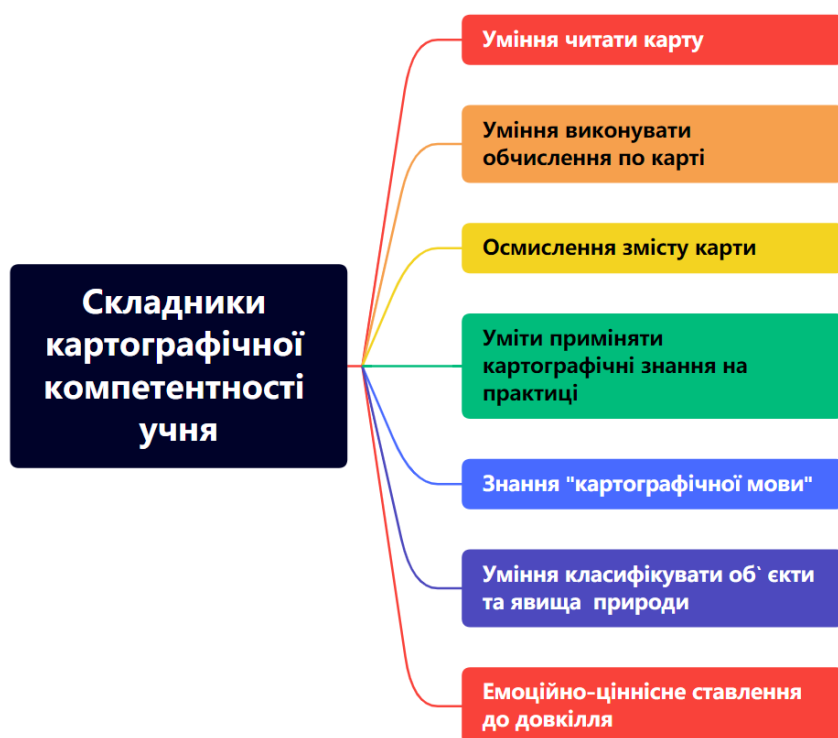 Складники
картографічної
компетентності
учня
Уміння читати карту
Уміння виконувати
обчислення по карті
Осмислення змісту карти
Уміти приміняти
картографічні знання на
практиці
Знання "картографічної мови"
Уміння класифікувати об` єкти
та явища природи
Емоційно-ціннісне ставлення
до довкілля